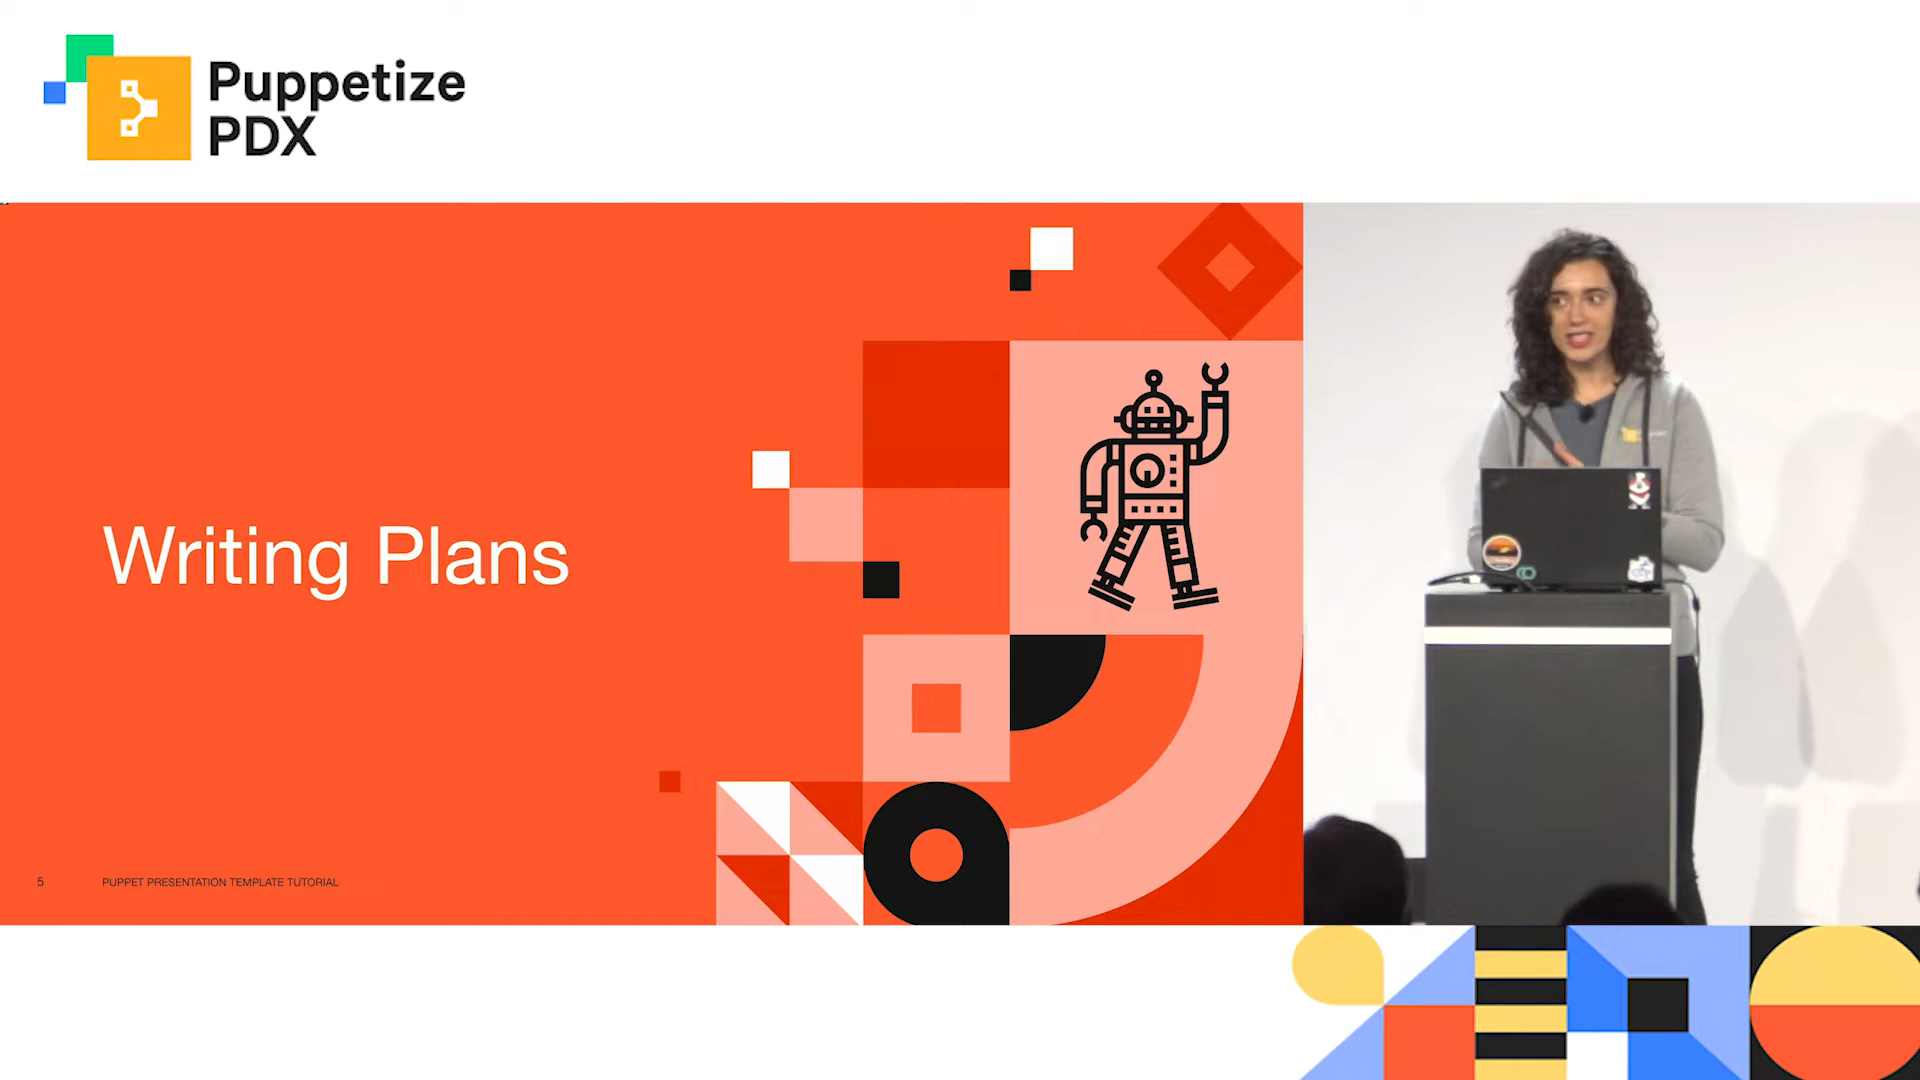 Puppetize
PDX
Writing Plans
5 PUPPET PRESENTATION TEMPLATE TUTORIAL